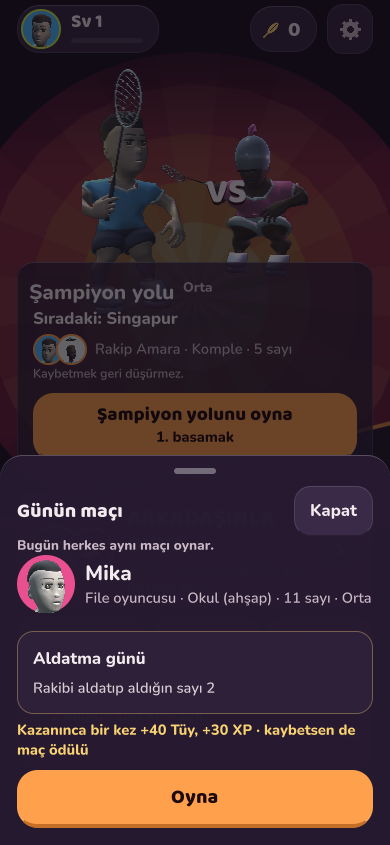 Sv 1
0
VS
Şampiyon yolu Orta
Sıradaki: Singapur
Rakip Amara · Komple · 5 sayı
Kaybetmek geri düşürmez.
Şampiyon yolunu oyna
1. basamak
Günün maçı
Kapat
Bugün herkes aynı maçı oynar.
Mika
File oyuncusu · Okul (ahşap) · 11 sayı · Orta
Aldatma günü
Rakibi aldatıp aldığın sayı 2
Kazanınca bir kez +40 Tüy, +30 XP · kaybetsen de
maç ödülü
Oyna